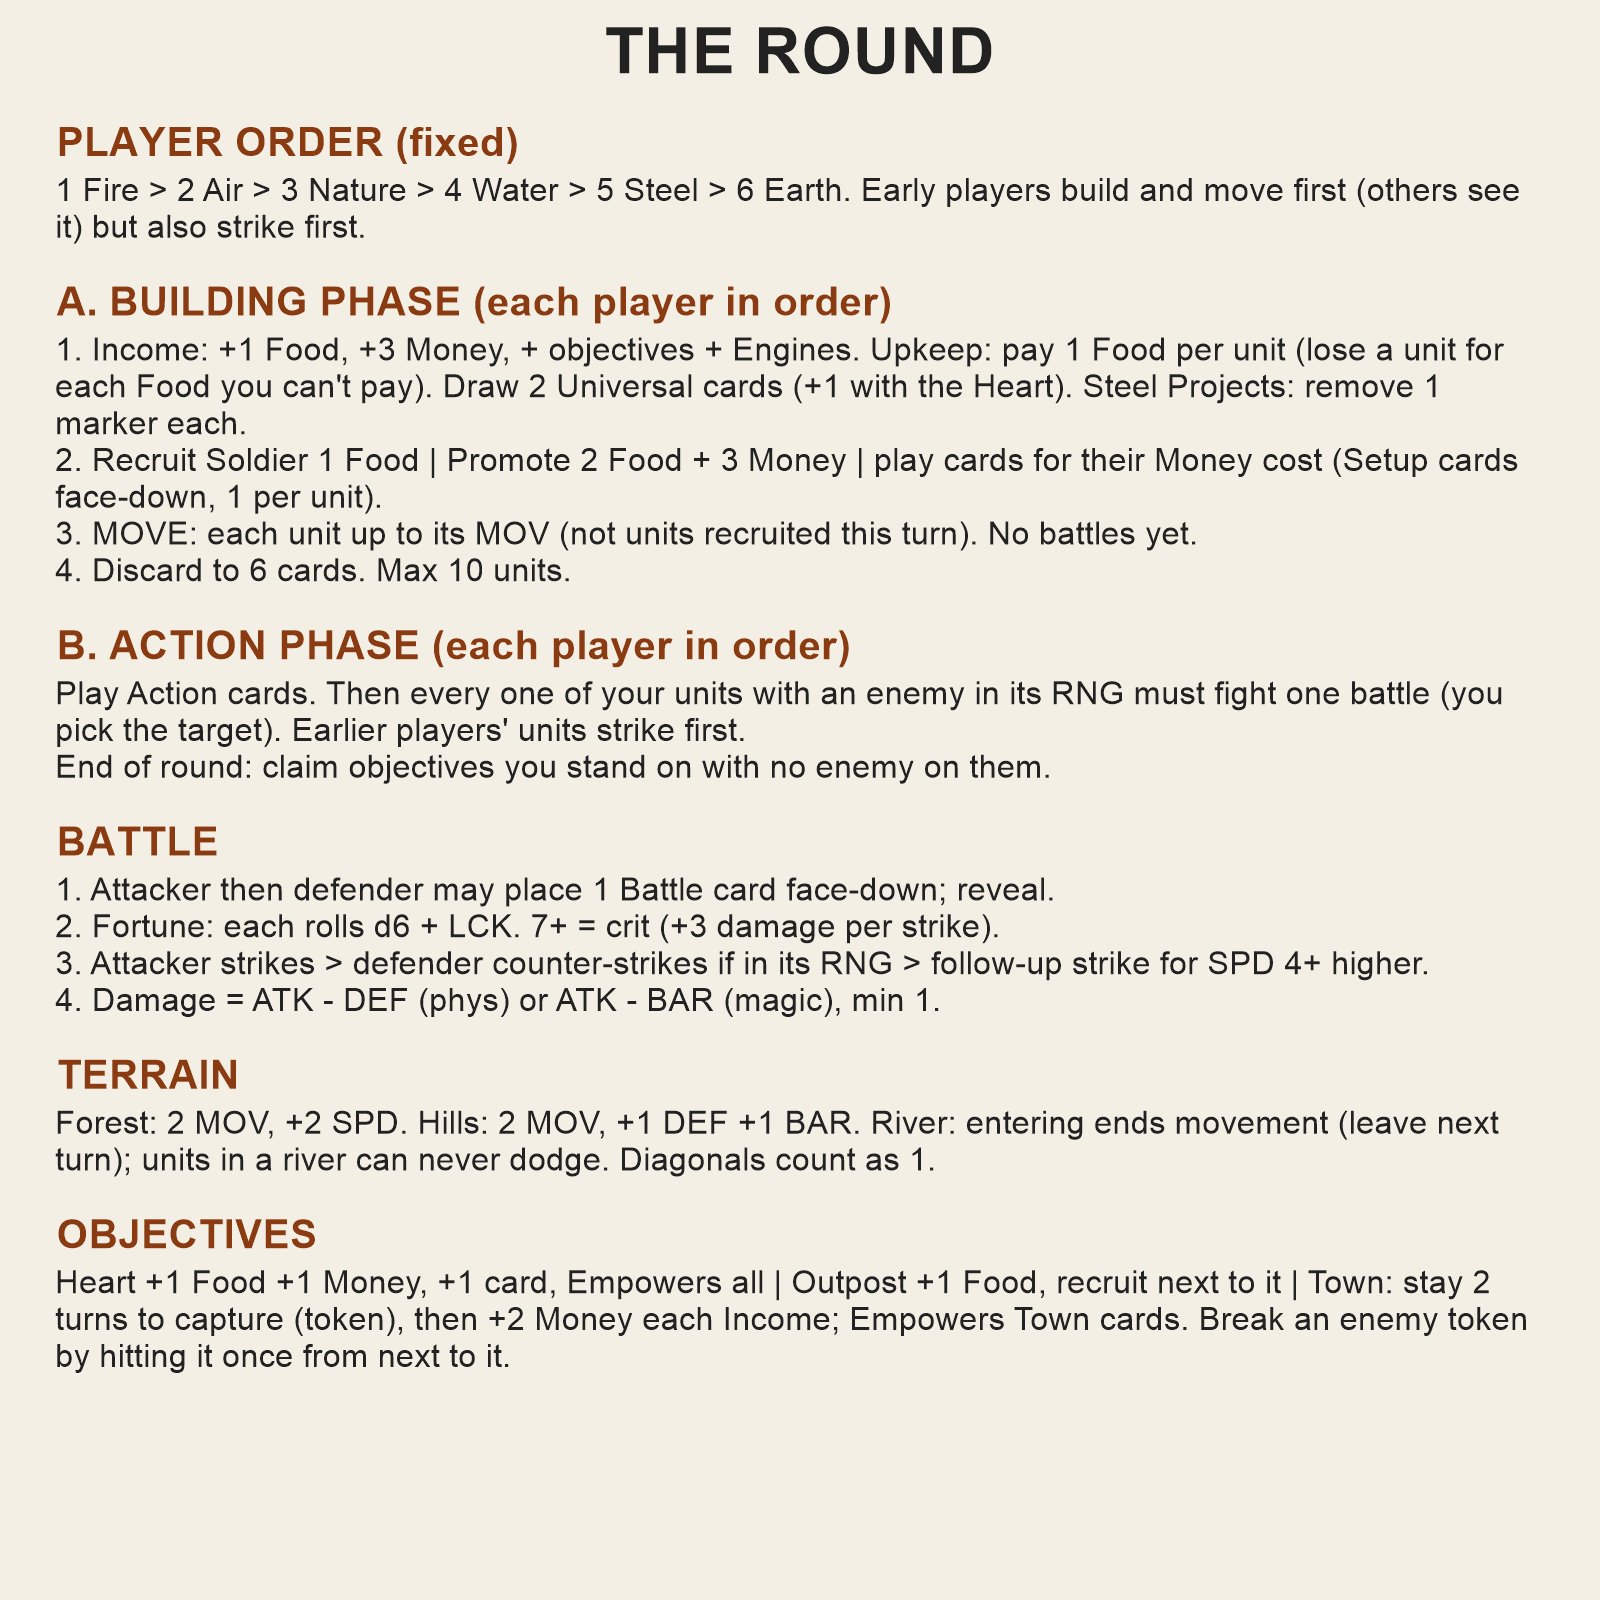 THE ROUND
PLAYER ORDER (fixed)
1 Fire > 2 Air > 3 Nature > 4 Water > 5 Steel > 6 Earth. Early players build and move first (others see
it) but also strike first.
A. BUILDING PHASE (each player in order)
1. Income: +1 Food, +3 Money, + objectives + Engines. Upkeep: pay 1 Food per unit (lose a unit for
each Food you can't pay). Draw 2 Universal cards (+1 with the Heart). Steel Projects: remove 1
marker each.
2. Recruit Soldier 1 Food | Promote 2 Food + 3 Money | play cards for their Money cost (Setup cards
face-down, 1 per unit).
3. MOVE: each unit up to its MOV (not units recruited this turn). No battles yet.
4. Discard to 6 cards. Max 10 units.
B. ACTION PHASE (each player in order)
Play Action cards. Then every one of your units with an enemy in its RNG must fight one battle (you
pick the target). Earlier players' units strike first.
End of round: claim objectives you stand on with no enemy on them.
BATTLE
1. Attacker then defender may place 1 Battle card face-down; reveal.
2. Fortune: each rolls d6 + LCK. 7+ = crit (+3 damage per strike).
3. Attacker strikes > defender counter-strikes if in its RNG > follow-up strike for SPD 4+ higher.
4. Damage = ATK - DEF (phys) or ATK - BAR (magic), min 1.
TERRAIN
Forest: 2 MOV, +2 SPD. Hills: 2 MOV, +1 DEF +1 BAR. River: entering ends movement (leave next
turn); units in a river can never dodge. Diagonals count as 1.
OBJECTIVES
Heart +1 Food +1 Money, +1 card, Empowers all | Outpost +1 Food, recruit next to it | Town: stay 2
turns to capture (token), then +2 Money each Income; Empowers Town cards. Break an enemy token
by hitting it once from next to it.